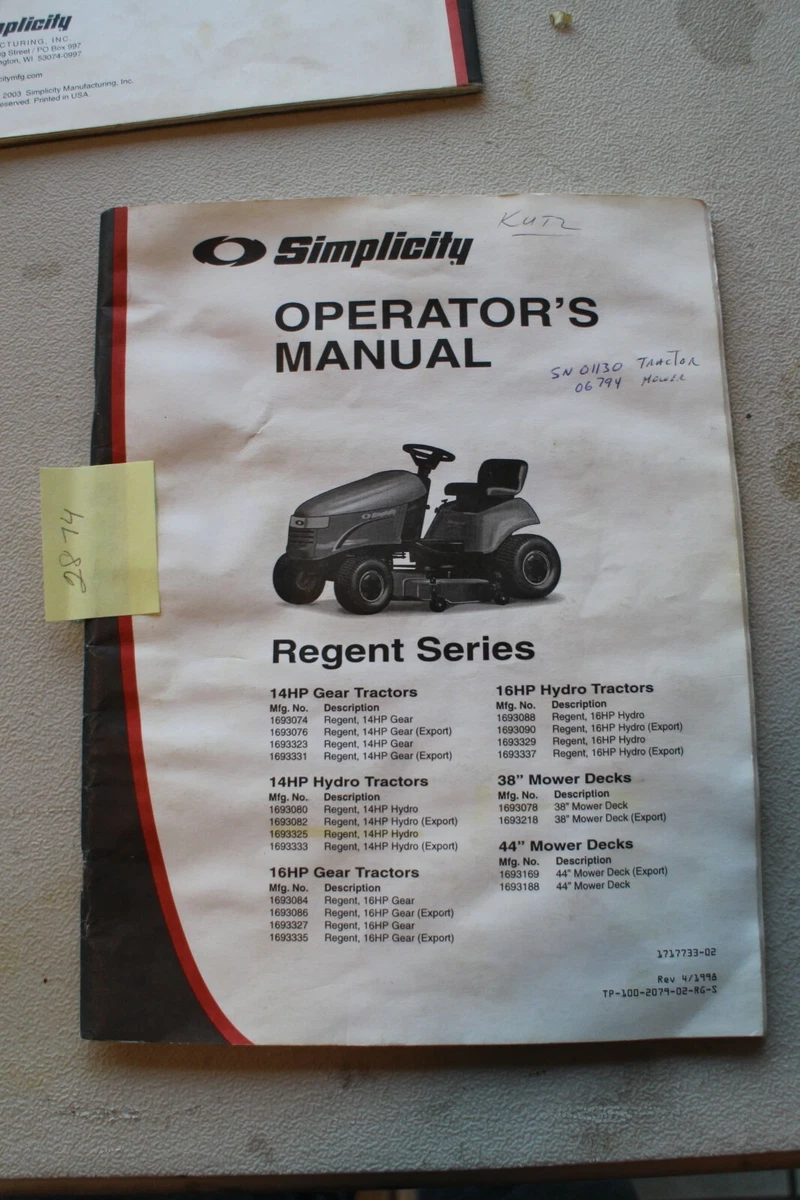 plicity
CTURING, INC.
g Street / PO Box 997
ngton, WI 53074-0997
citymfg.com
2003 Simplicity Manufacturing, Inc.
eserved. Printed in USA.
KUTZ
Simplicity
OPERATOR'S
MANUAL
SN 01130 TRACTOR
06794 MOWER
Simplicity
2874
Regent Series
14HP Gear Tractors
Mfg. No. Description
1693074 Regent, 14HP Gear
1693076 Regent, 14HP Gear (Export)
1693323 Regent, 14HP Gear
1693331 Regent, 14HP Gear (Export)
14HP Hydro Tractors
Mfg. No. Description
1693080 Regent, 14HP Hydro
1693082 Regent, 14HP Hydro (Export)
1693325 Regent, 14HP Hydro
1693333 Regent, 14HP Hydro (Export)
16HP Gear Tractors
Mfg. No. Description
1693084 Regent, 16HP Gear
1693086 Regent, 16HP Gear (Export)
1693327 Regent, 16HP Gear
1693335 Regent, 16HP Gear (Export)
16HP Hydro Tractors
Mfg. No. Description
1693088 Regent, 16HP Hydro
1693090 Regent, 16HP Hydro (Export)
1693329 Regent, 16HP Hydro
1693337 Regent, 16HP Hydro (Export)
38" Mower Decks
Mfg. No. Description
1693078 38" Mower Deck
1693218 38" Mower Deck (Export)
44" Mower Decks
Mfg. No. Description
1693169 44" Mower Deck (Export)
1693188 44" Mower Deck
1717733-02
Rev 4/1998
TP-100-2079-02-RG-S